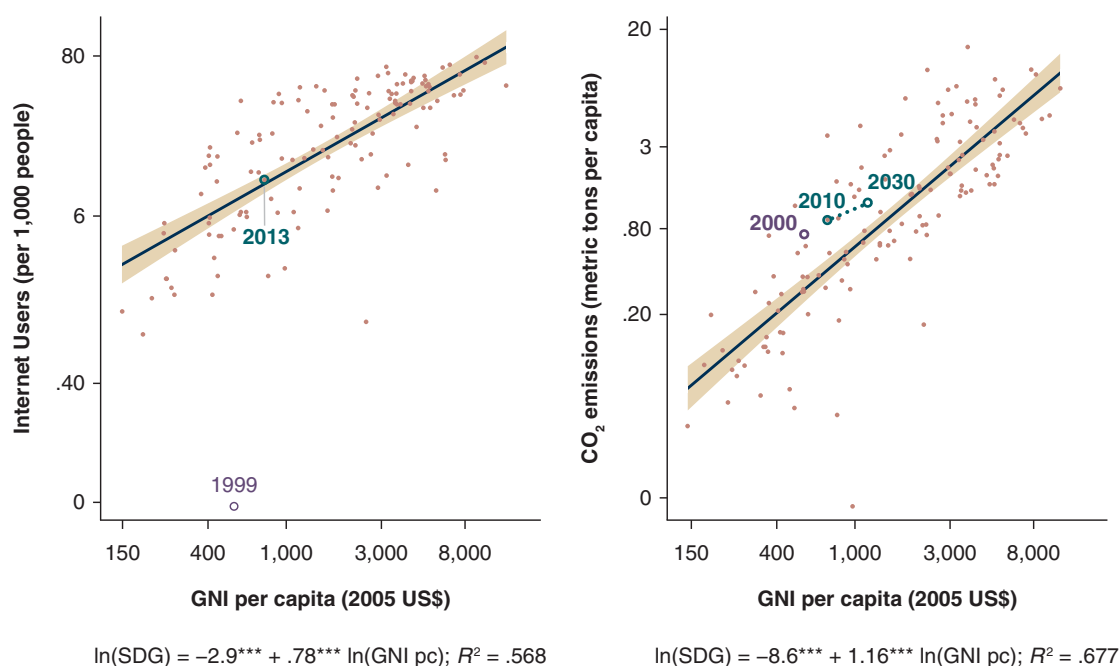 Internet Users (per 1,000 people)
80
6
.40
0
2013
1999
150 400 1,000 3,000 8,000
GNI per capita (2005 US$)
ln(SDG) = –2.9*** + .78*** ln(GNI pc); R² = .568
CO₂ emissions (metric tons per capita)
20
3
.80
.20
0
2000
2010
2030
150 400 1,000 3,000 8,000
GNI per capita (2005 US$)
ln(SDG) = –8.6*** + 1.16*** ln(GNI pc); R² = .677